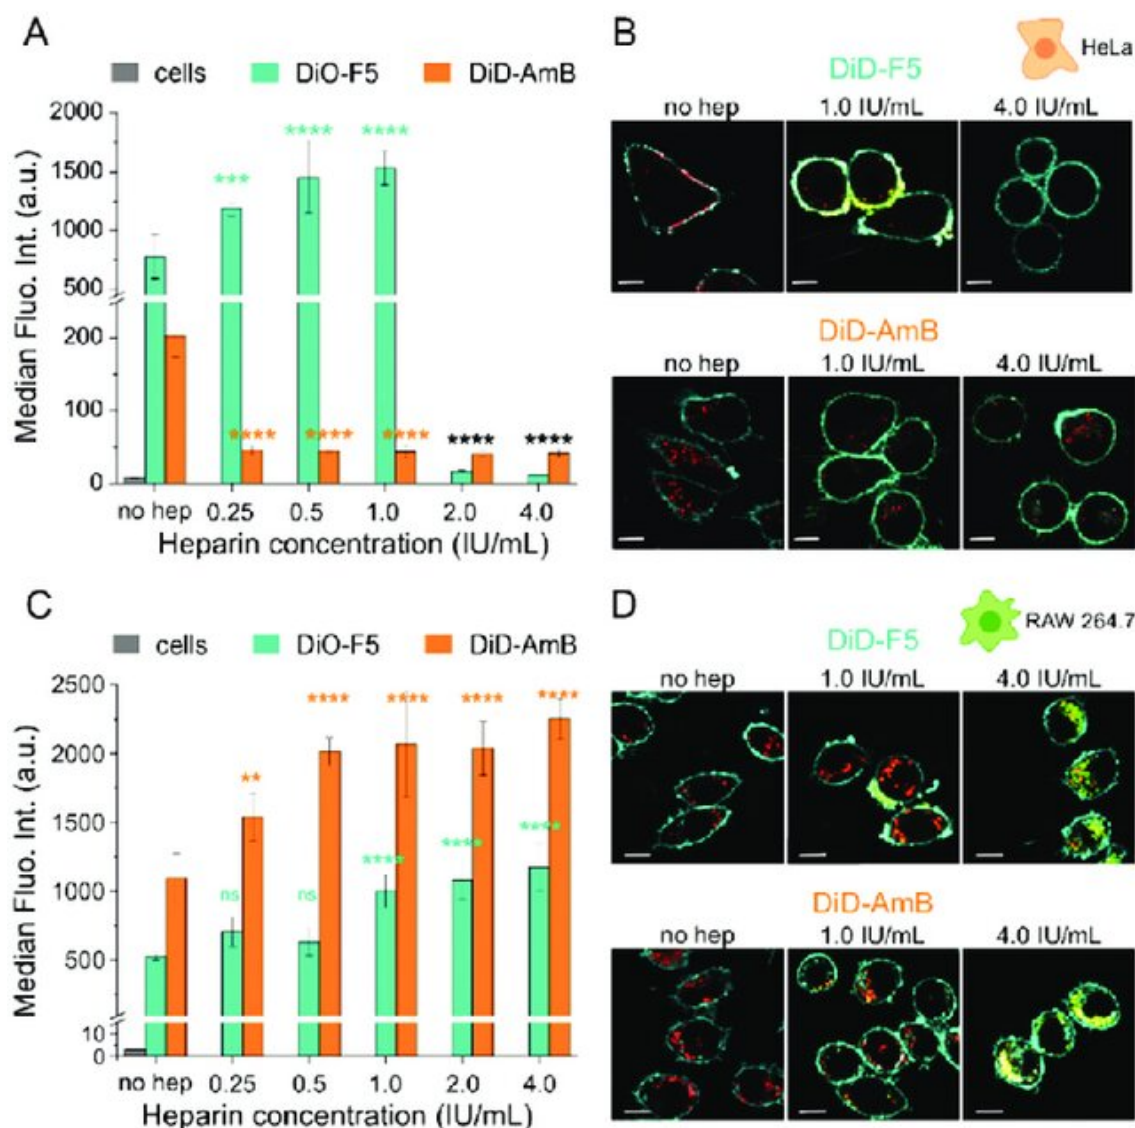 A
cells DiO-F5 DiD-AmB
Median Fluo. Int. (a.u.)
2000
1500
1000
500
200
100
0
*** **** ****
**** **** **** **** ****
no hep 0.25 0.5 1.0 2.0 4.0
Heparin concentration (IU/mL)
B
HeLa
DiD-F5
no hep 1.0 IU/mL 4.0 IU/mL
DiD-AmB
no hep 1.0 IU/mL 4.0 IU/mL
C
cells DiO-F5 DiD-AmB
Median Fluo. Int. (a.u.)
2500
2000
1500
1000
500
10
0
**** **** **** ****
**
**** **** ****
ns ns
no hep 0.25 0.5 1.0 2.0 4.0
Heparin concentration (IU/mL)
D
RAW 264.7
DiD-F5
no hep 1.0 IU/mL 4.0 IU/mL
DiD-AmB
no hep 1.0 IU/mL 4.0 IU/mL